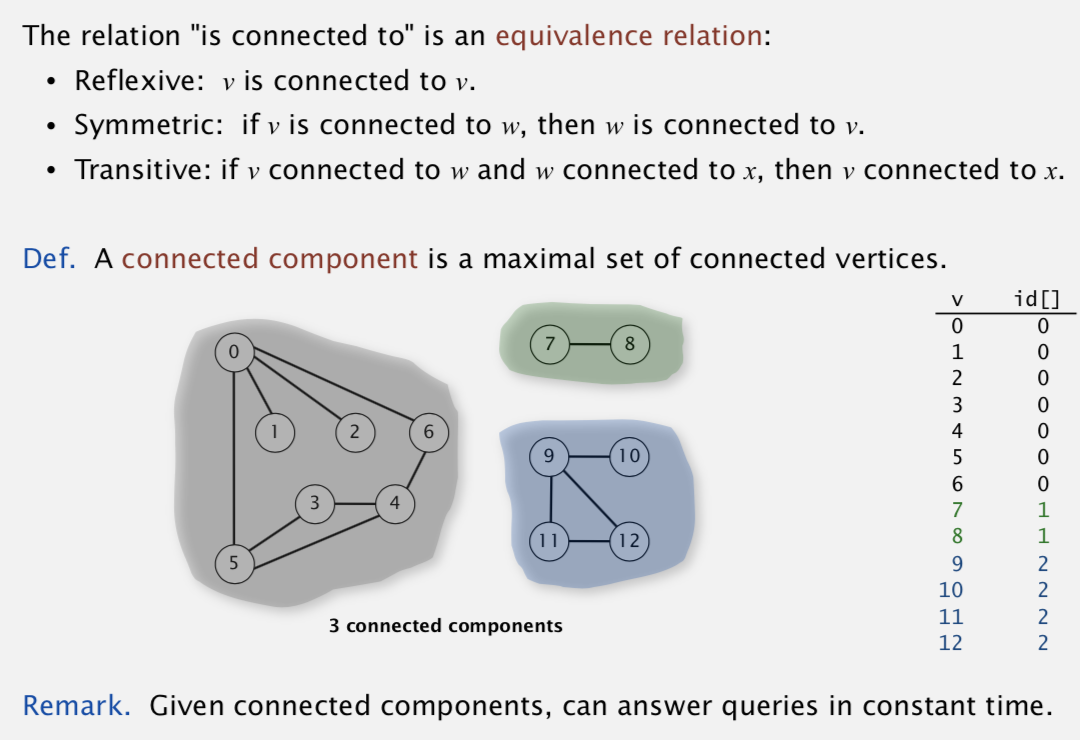 The relation "is connected to" is an equivalence relation:
• Reflexive: v is connected to v.
• Symmetric: if v is connected to w, then w is connected to v.
• Transitive: if v connected to w and w connected to x, then v connected to x.
Def. A connected component is a maximal set of connected vertices.
0
1 2 6
3 4
5
7 8
9 10
11 12
3 connected components
v id[]
0 0
1 0
2 0
3 0
4 0
5 0
6 0
7 1
8 1
9 2
10 2
11 2
12 2
Remark. Given connected components, can answer queries in constant time.